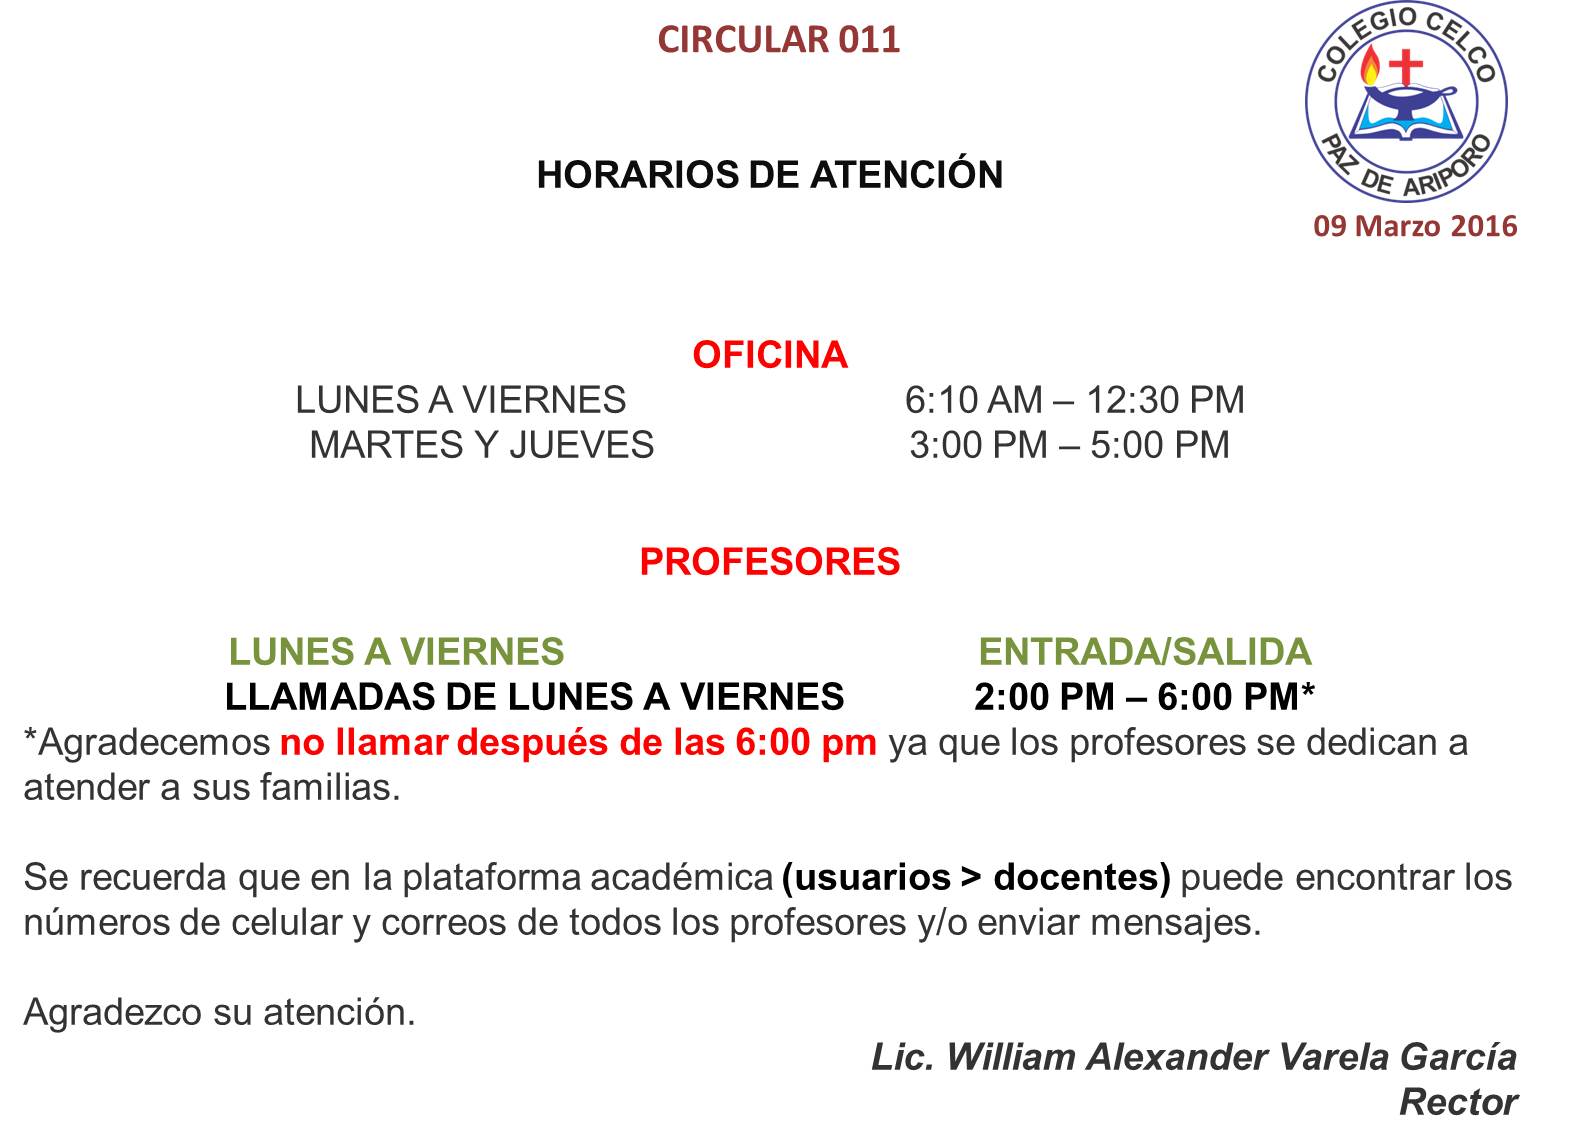 CIRCULAR 011
COLEGIO CELCO
PAZ DE ARIPORO
HORARIOS DE ATENCIÓN
09 Marzo 2016
OFICINA
LUNES A VIERNES 6:10 AM – 12:30 PM
MARTES Y JUEVES 3:00 PM – 5:00 PM
PROFESORES
LUNES A VIERNES ENTRADA/SALIDA
LLAMADAS DE LUNES A VIERNES 2:00 PM – 6:00 PM*
*Agradecemos no llamar después de las 6:00 pm ya que los profesores se dedican a
atender a sus familias.
Se recuerda que en la plataforma académica (usuarios > docentes) puede encontrar los
números de celular y correos de todos los profesores y/o enviar mensajes.
Agradezco su atención.
Lic. William Alexander Varela García
Rector